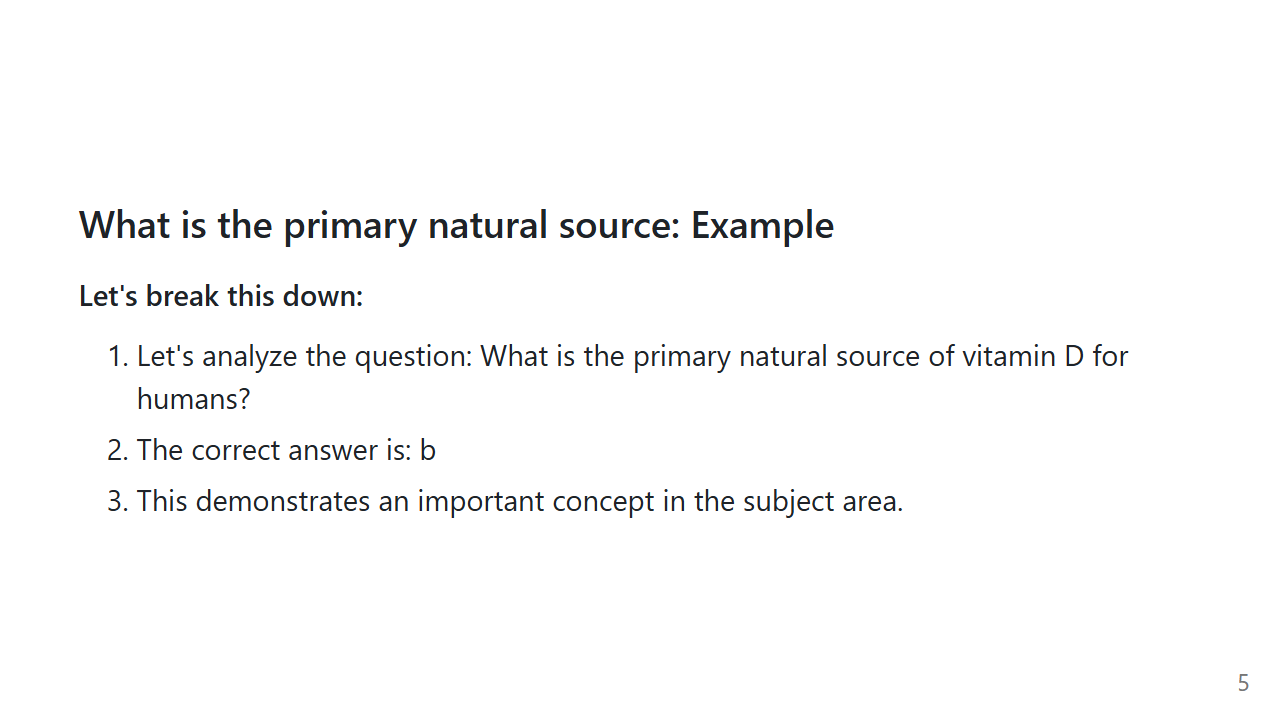 What is the primary natural source: Example
Let's break this down:
1. Let's analyze the question: What is the primary natural source of vitamin D for
humans?
2. The correct answer is: b
3. This demonstrates an important concept in the subject area.
5